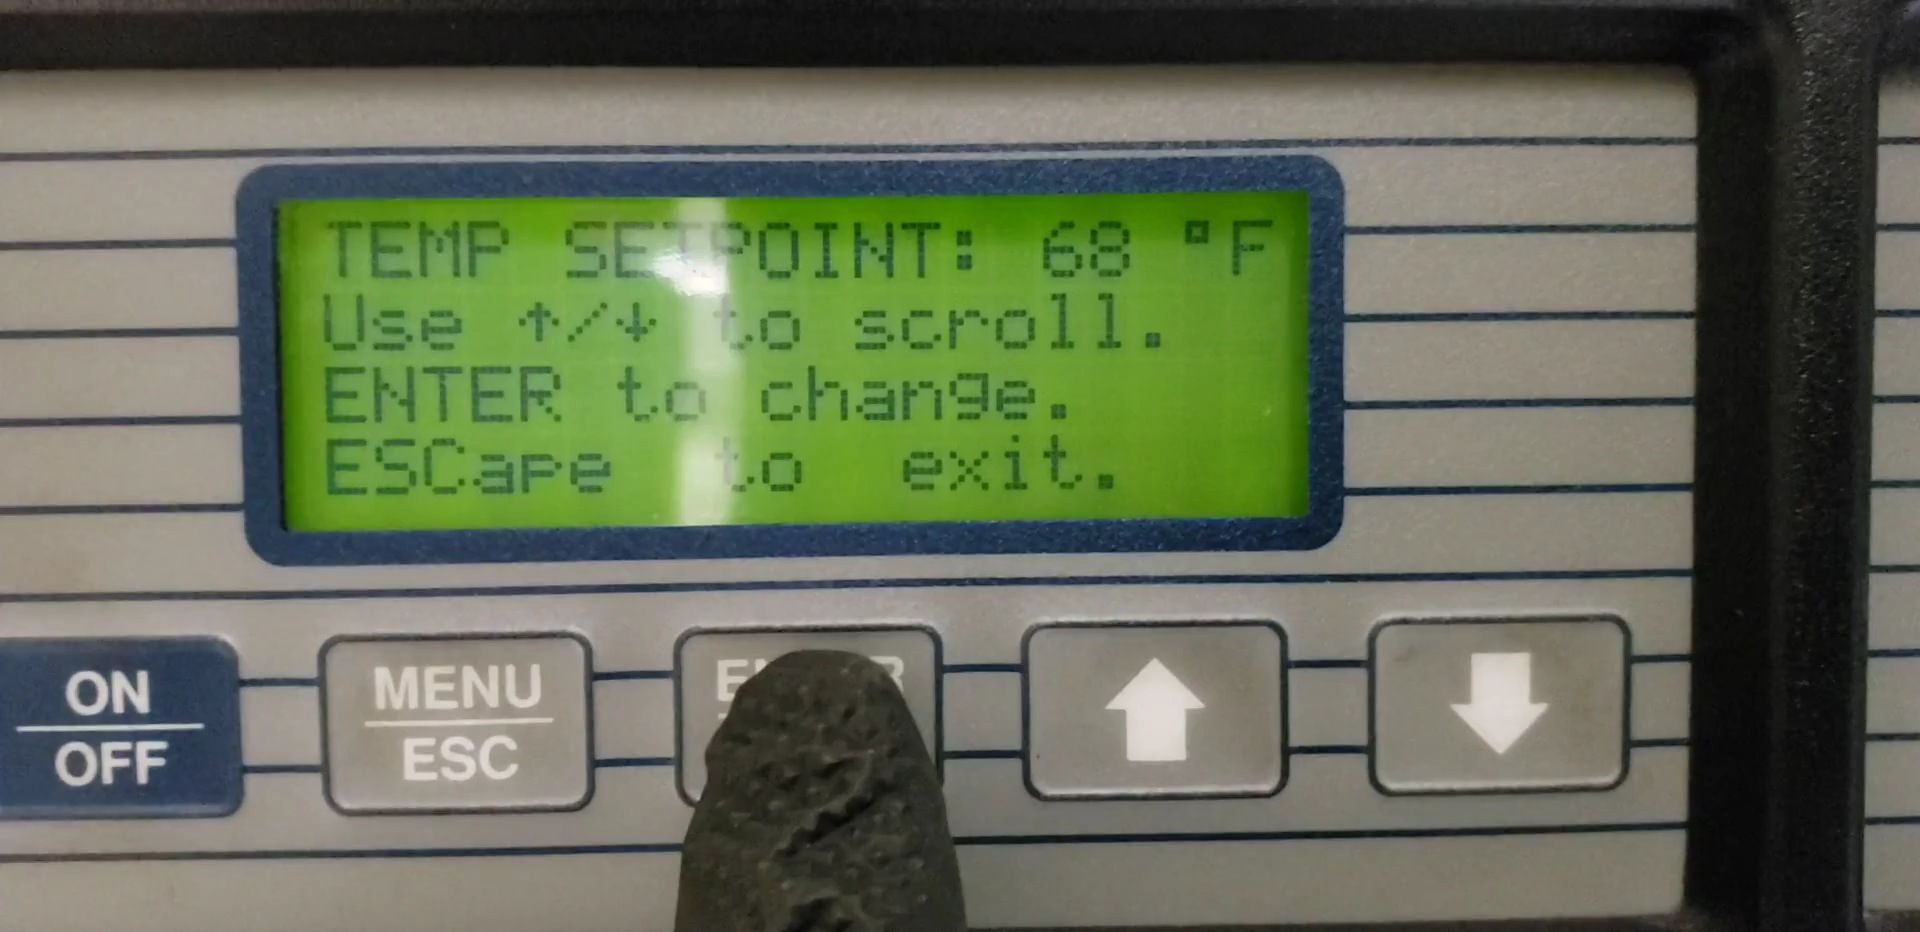 TEMP SETPOINT: 68 °F
Use ↑/↓ to scroll.
ENTER to change.
ESCape to exit.
ON
OFF
MENU
ESC